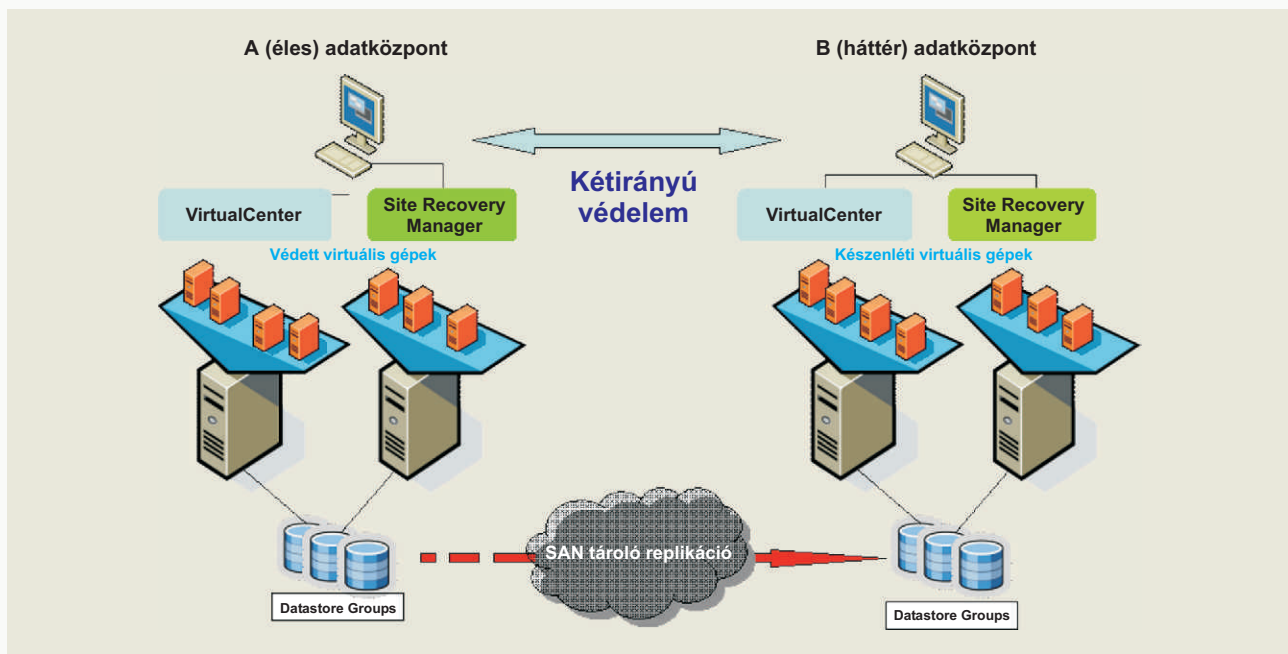 A (éles) adatközpont
B (háttér) adatközpont
Kétirányú
védelem
VirtualCenter
Site Recovery
Manager
VirtualCenter
Site Recovery
Manager
Védett virtuális gépek
Készenléti virtuális gépek
SAN tároló replikáció
Datastore Groups
Datastore Groups